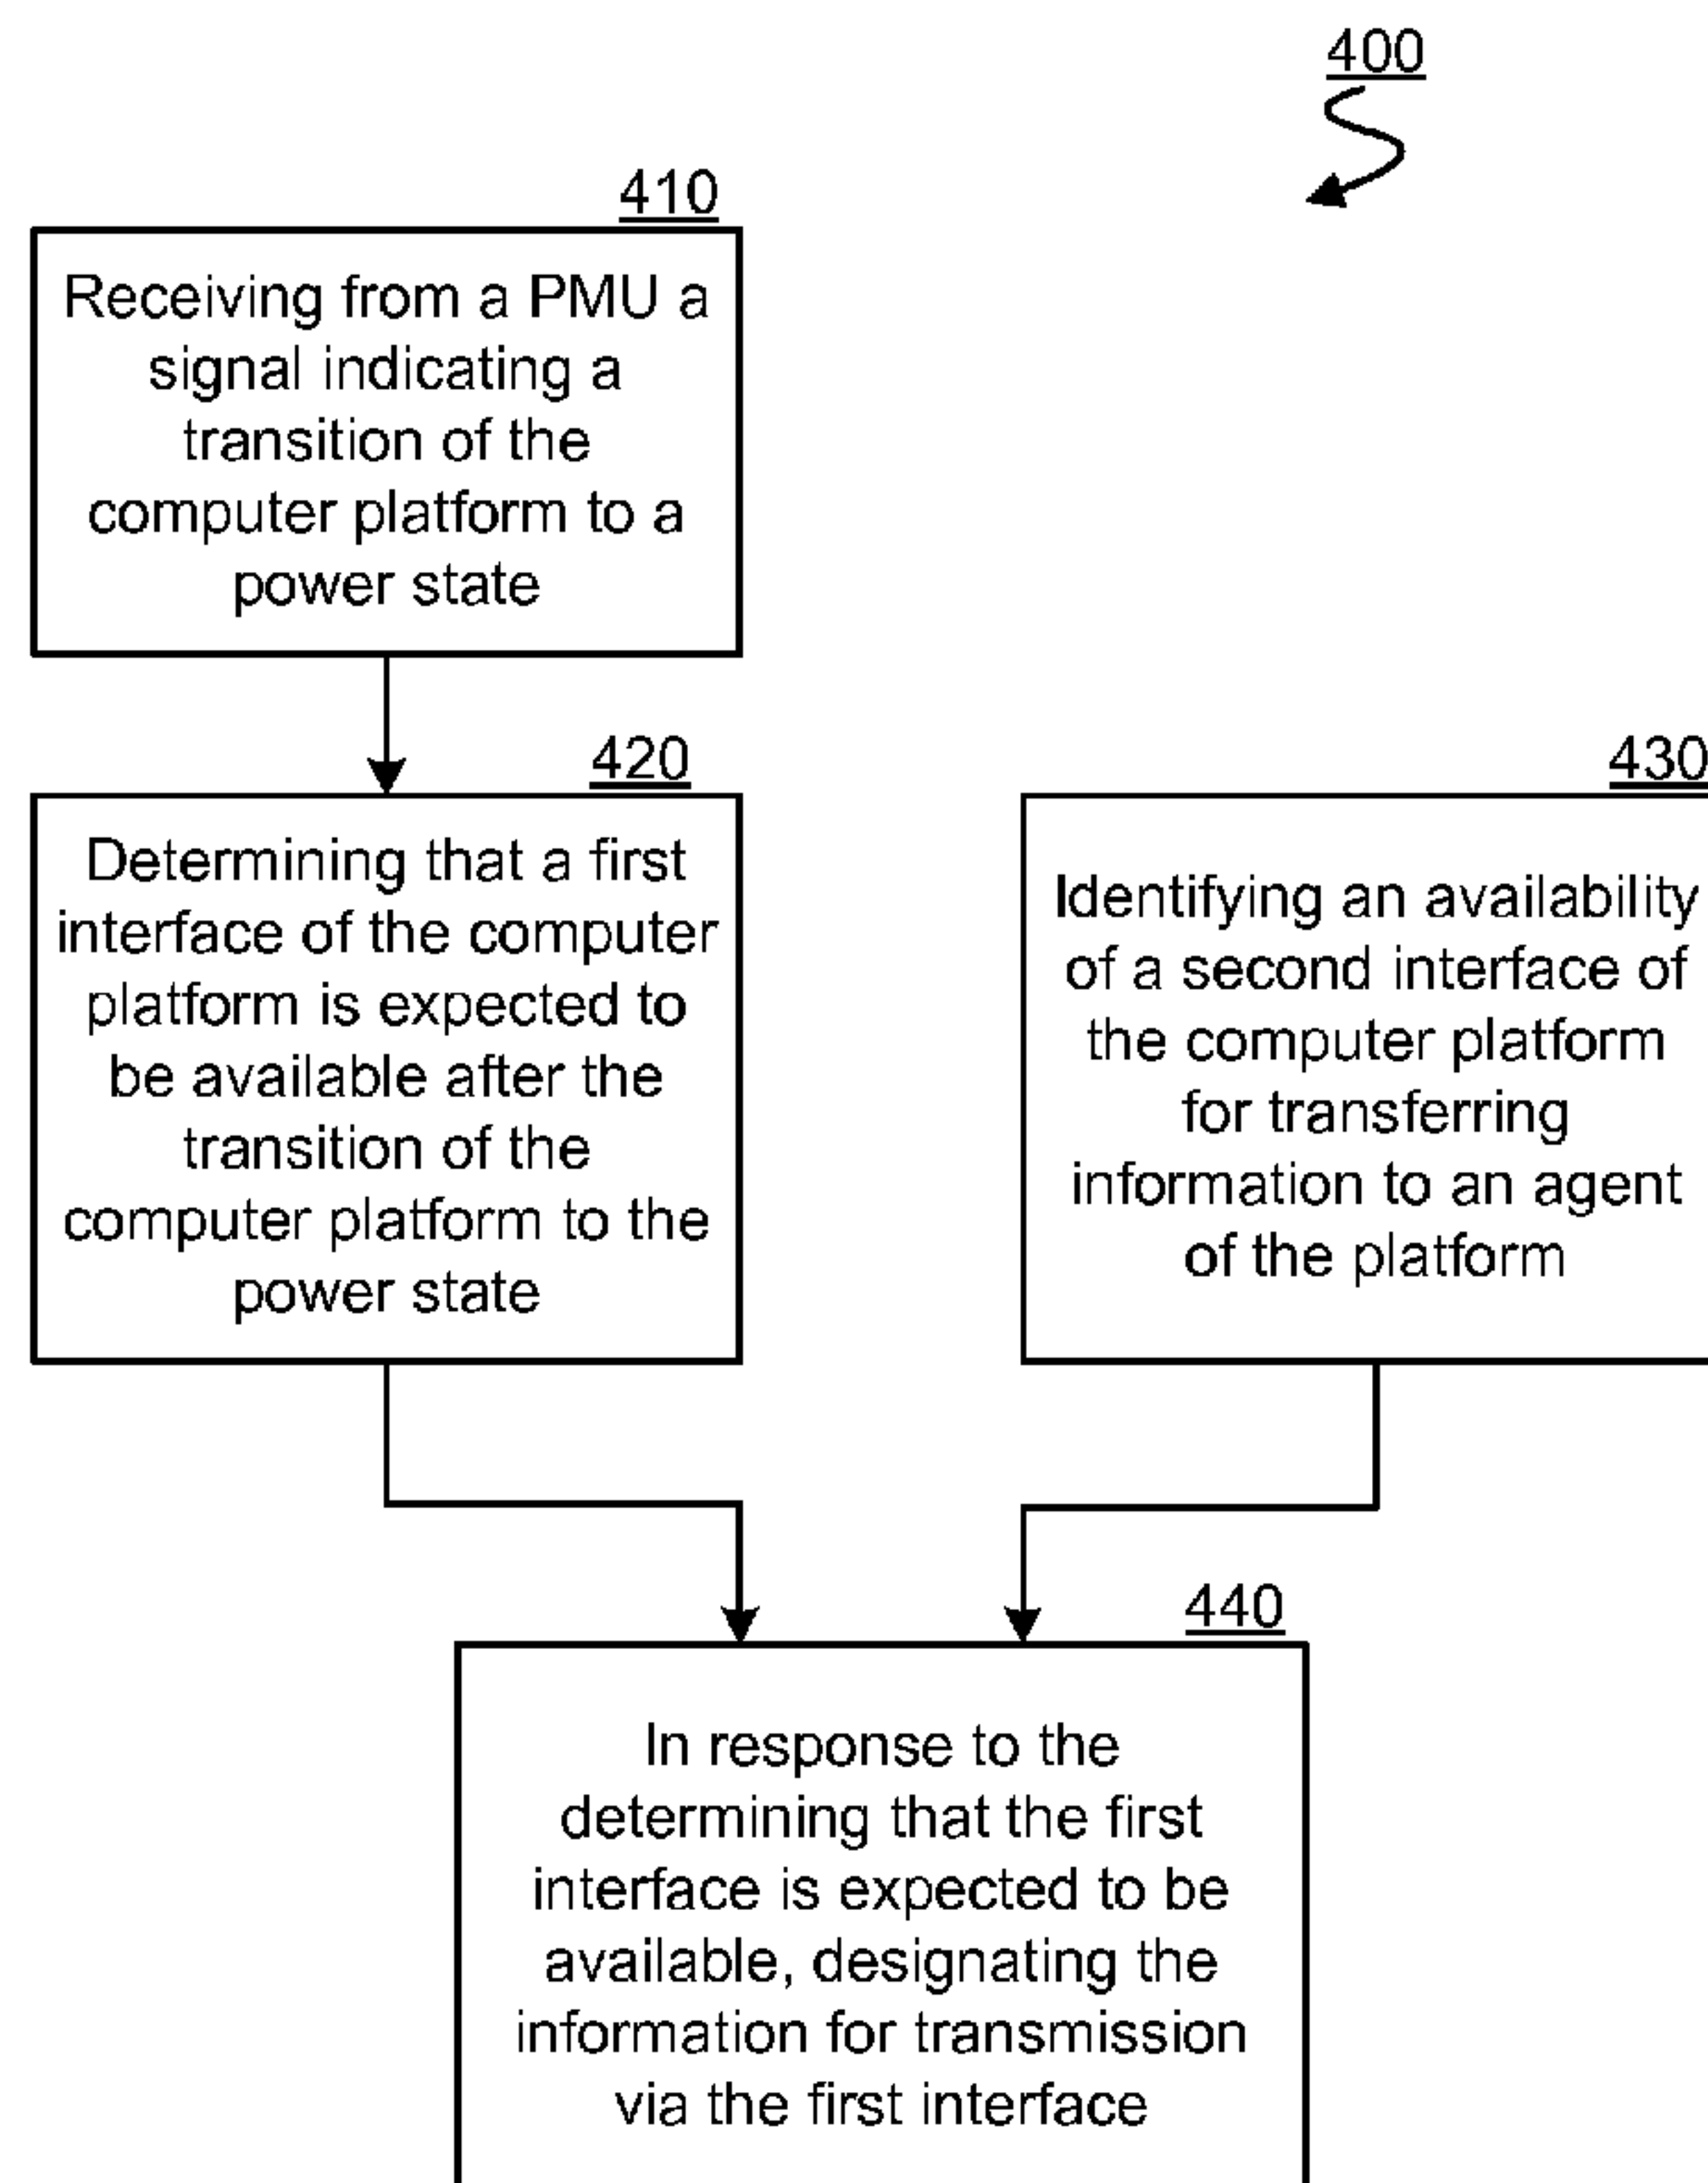 400
410
Receiving from a PMU a
signal indicating a
transition of the
computer platform to a
power state
420
Determining that a first
interface of the computer
platform is expected to
be available after the
transition of the
computer platform to the
power state
430
Identifying an availability
of a second interface of
the computer platform
for transferring
information to an agent
of the platform
440
In response to the
determining that the first
interface is expected to be
available, designating the
information for transmission
via the first interface